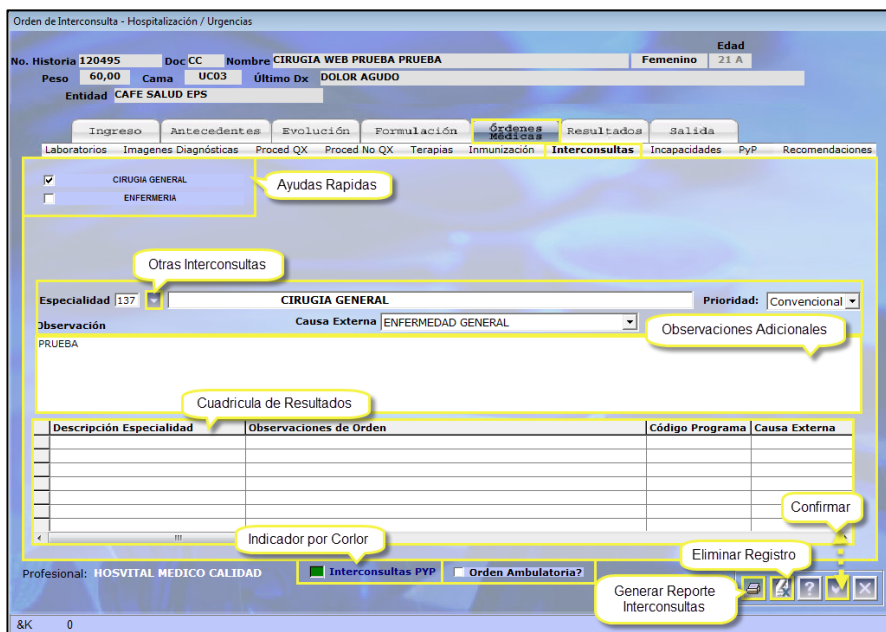 Orden de Interconsulta - Hospitalización / Urgencias
Edad
No. Historia 120495 Doc CC Nombre CIRUGIA WEB PRUEBA PRUEBA Femenino 21 A
Peso 60,00 Cama UC03 Último Dx DOLOR AGUDO
Entidad CAFE SALUD EPS
Ingreso Antecedentes Evolución Formulación Órdenes Médicas Resultados Salida
Laboratorios Imagenes Diagnósticas Proced QX Proced No QX Terapias Inmunización Interconsultas Incapacidades PyP Recomendaciones
CIRUGIA GENERAL
Ayudas Rapidas
ENFERMERIA
Otras Interconsultas
Especialidad 137 CIRUGIA GENERAL Prioridad: Convencional
Observación Causa Externa ENFERMEDAD GENERAL
Observaciones Adicionales
PRUEBA
Cuadricula de Resultados
Descripción Especialidad Observaciones de Orden Código Programa Causa Externa
Confirmar
Indicador por Corlor
Eliminar Registro
Profesional: HOSVITAL MEDICO CALIDAD Interconsultas PYP Orden Ambulatoria?
Generar Reporte
Interconsultas
&K 0